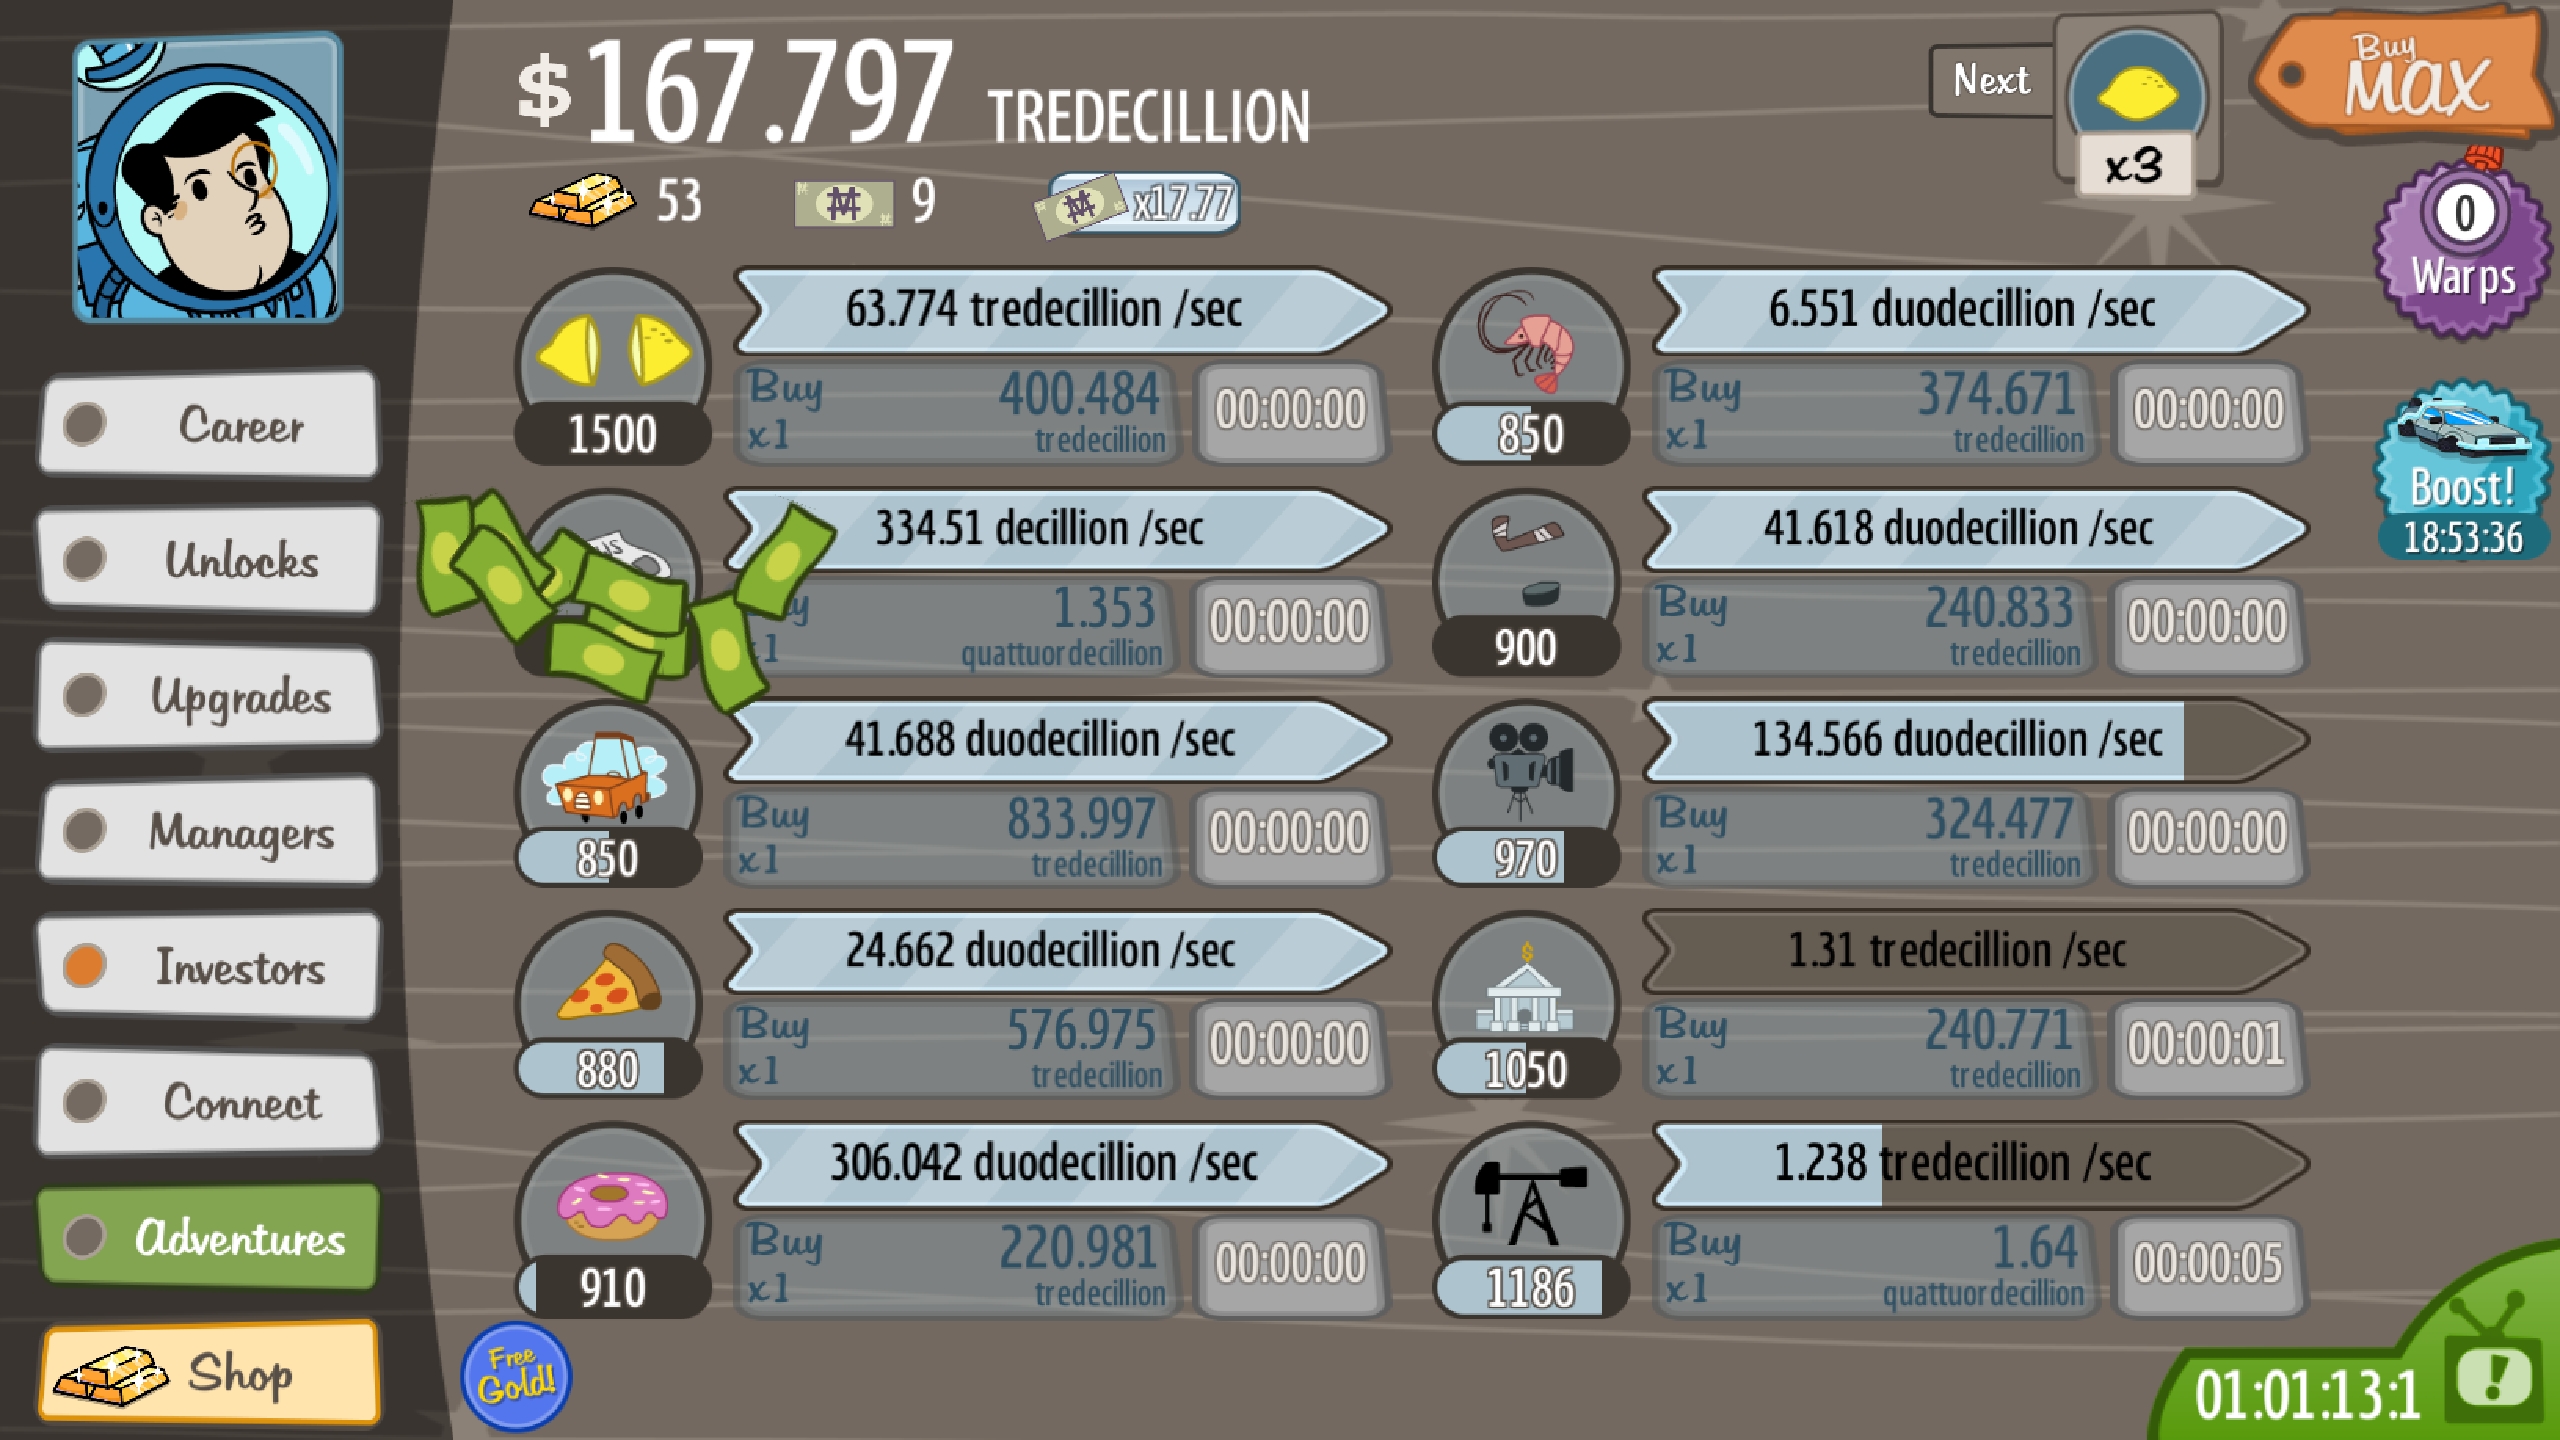 $167.797 TREDECILLION
Next
x3
Buy
MAX
53
9
x17.77
0
Warps
Boost!
18:53:36
Career
Unlocks
Upgrades
Managers
Investors
Connect
Adventures
Shop
63.774 tredecillion /sec
1500
Buy
x1
400.484
tredecillion
00:00:00
6.551 duodecillion /sec
850
Buy
x1
374.671
tredecillion
00:00:00
334.51 decillion /sec
1.353
quattuordecillion
00:00:00
41.618 duodecillion /sec
900
Buy
x1
240.833
tredecillion
00:00:00
41.688 duodecillion /sec
850
Buy
x1
833.997
tredecillion
00:00:00
134.566 duodecillion /sec
970
Buy
x1
324.477
tredecillion
00:00:00
24.662 duodecillion /sec
880
Buy
x1
576.975
tredecillion
00:00:00
1.31 tredecillion /sec
1050
Buy
x1
240.771
tredecillion
00:00:01
306.042 duodecillion /sec
910
Buy
x1
220.981
tredecillion
00:00:00
1.238 tredecillion /sec
1186
Buy
x1
1.64
quattuordecillion
00:00:05
Free
Gold!
01:01:13:1